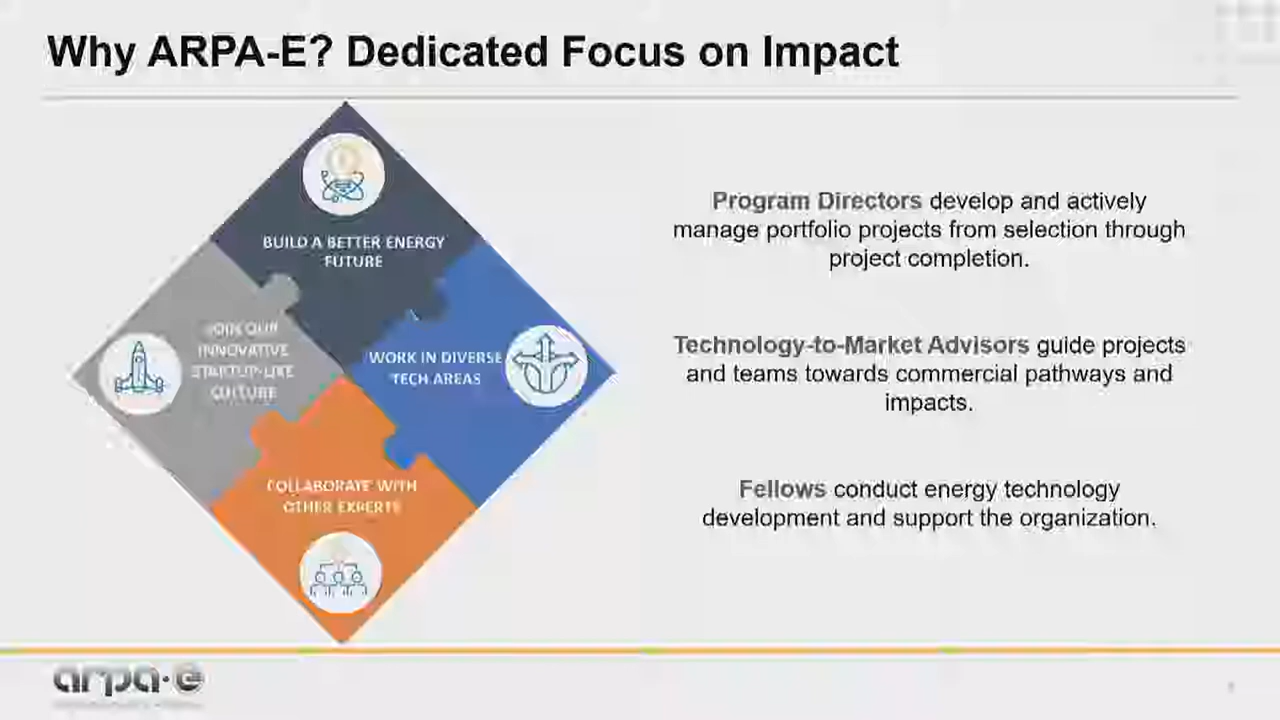 Why ARPA-E? Dedicated Focus on Impact
BUILD A BETTER ENERGY
FUTURE
JOIN OUR
INNOVATIVE
STARTUP-LIKE
CULTURE
WORK IN DIVERSE
TECH AREAS
COLLABORATE WITH
OTHER EXPERTS
Program Directors develop and actively
manage portfolio projects from selection through
project completion.
Technology-to-Market Advisors guide projects
and teams towards commercial pathways and
impacts.
Fellows conduct energy technology
development and support the organization.
arpa·e